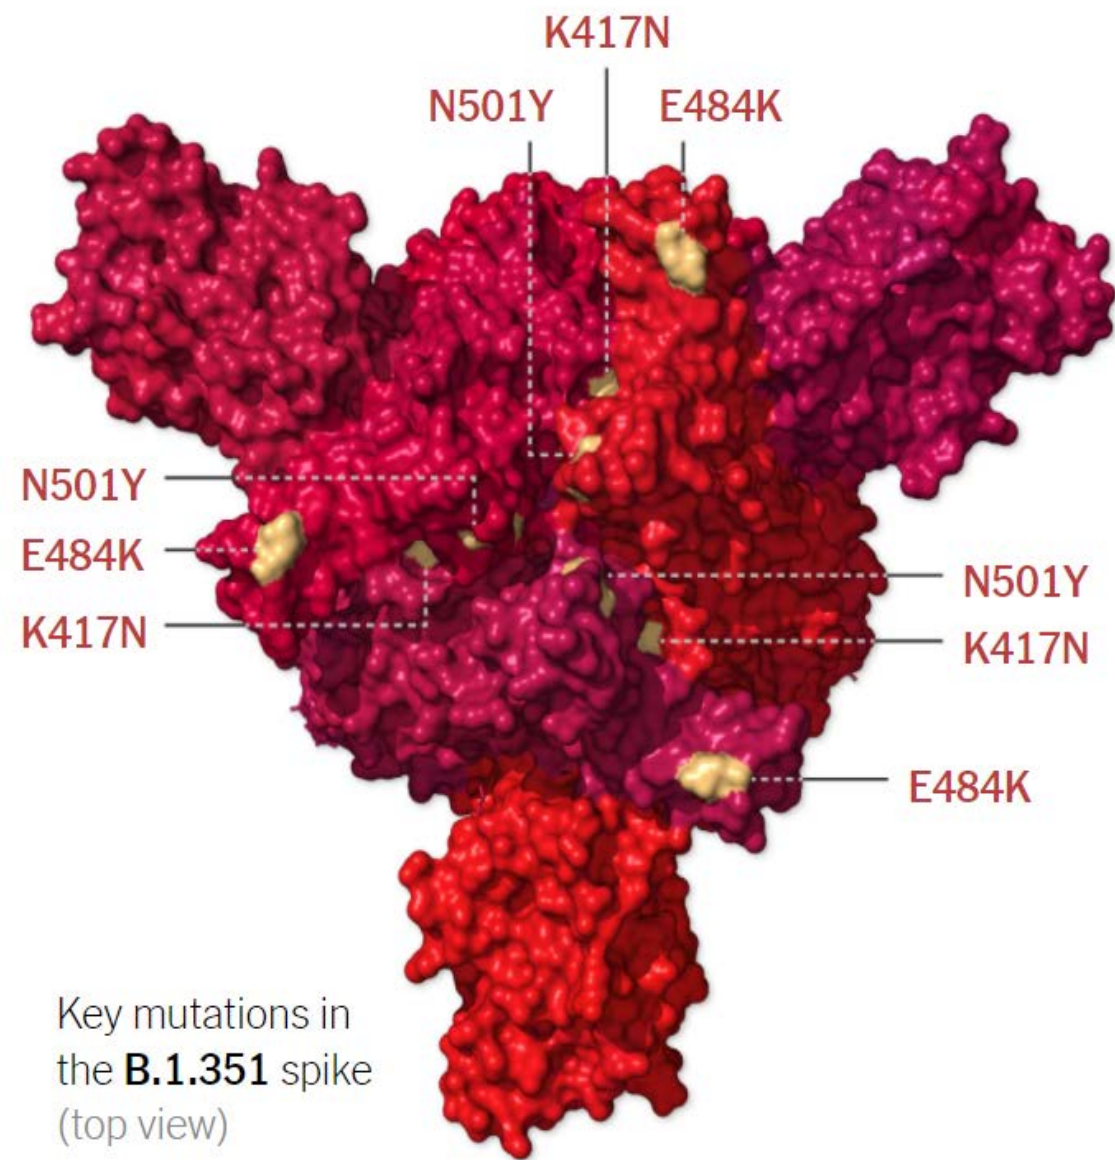 K417N
N501Y
E484K
N501Y
E484K
K417N
N501Y
K417N
E484K
Key mutations in
the B.1.351 spike
(top view)